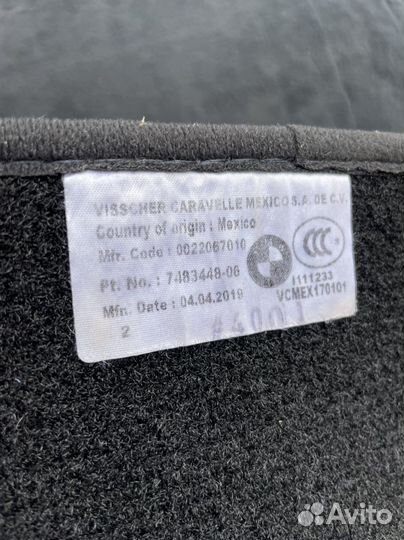 VISSCHER CARAVELLE MEXICO S.A. DE C.V.
Country of origin : Mexico
Mfr. Code : 0022067010
Pt. No. : 7483448-06
Mfn. Date : 04.04.2019
2
I111233
VCMEX170101
#4001
Avito